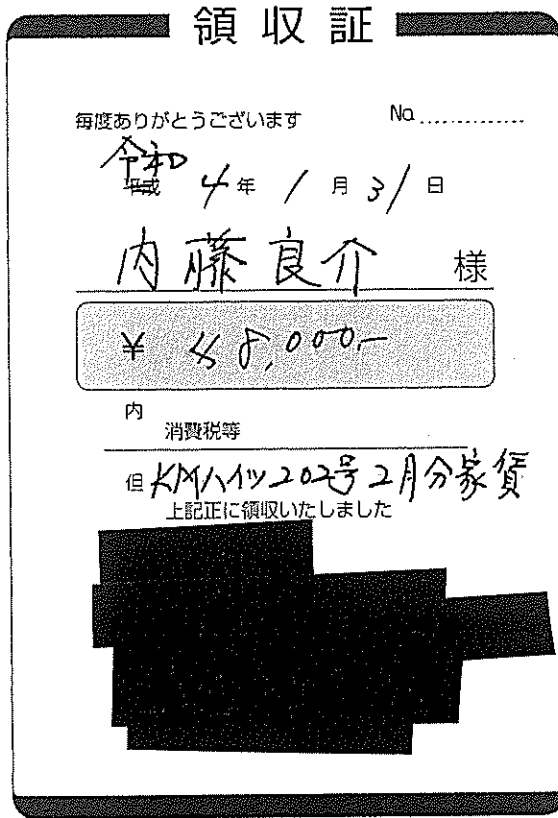 領収証
毎度ありがとうございます No.
令和
平成 4年 1月 31日
内藤良介 様
¥ 48,000.-
内
消費税等
但 KMハイツ202号2月分家賃
上記正に領収いたしました